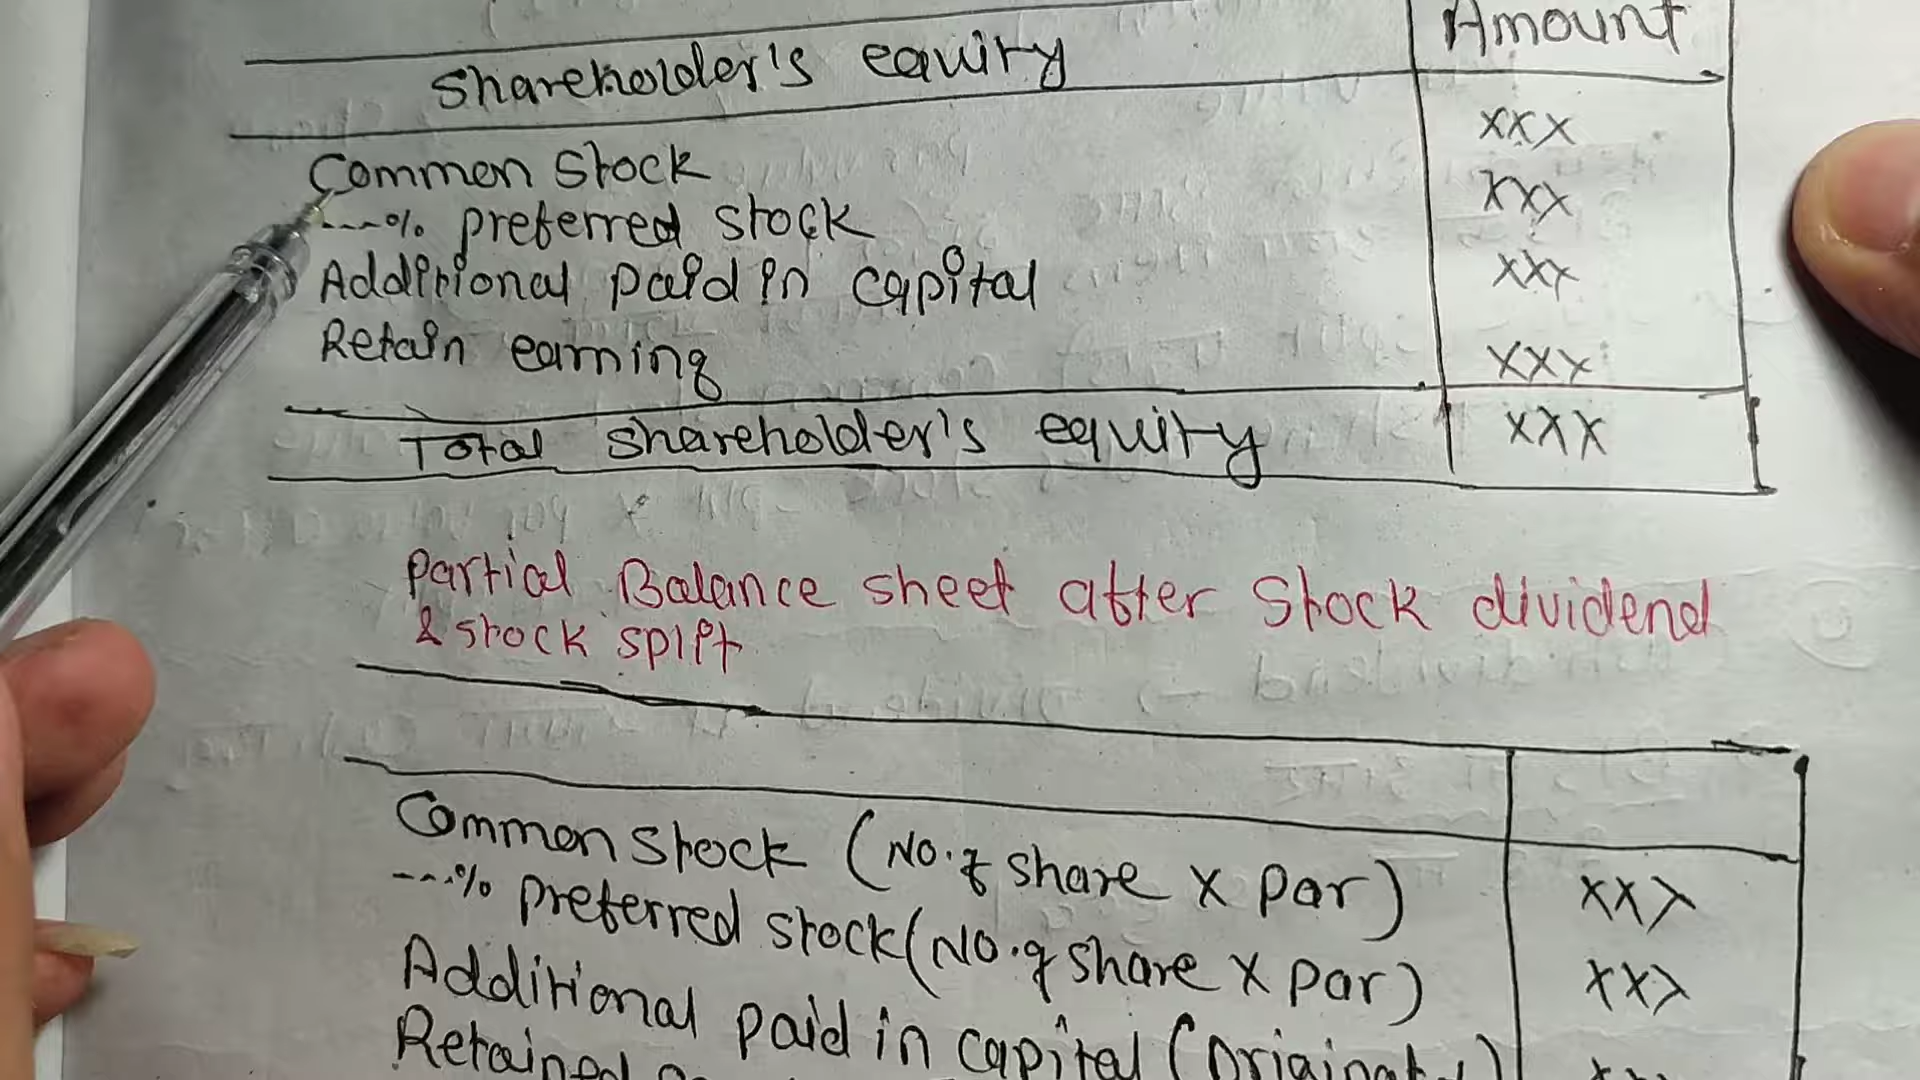 Amount
Shareholder's equity
xxx
Common Stock
xxx
---% preferred stock
xxx
Additional paid in capital
xxx
Retain earning
Total shareholder's equity
xxx
Partial Balance sheet after Stock dividend
& stock split
Common Stock (No. of share x par)
xxx
---% preferred stock (No. of share x par)
xxx
Additional paid in capital
Retained